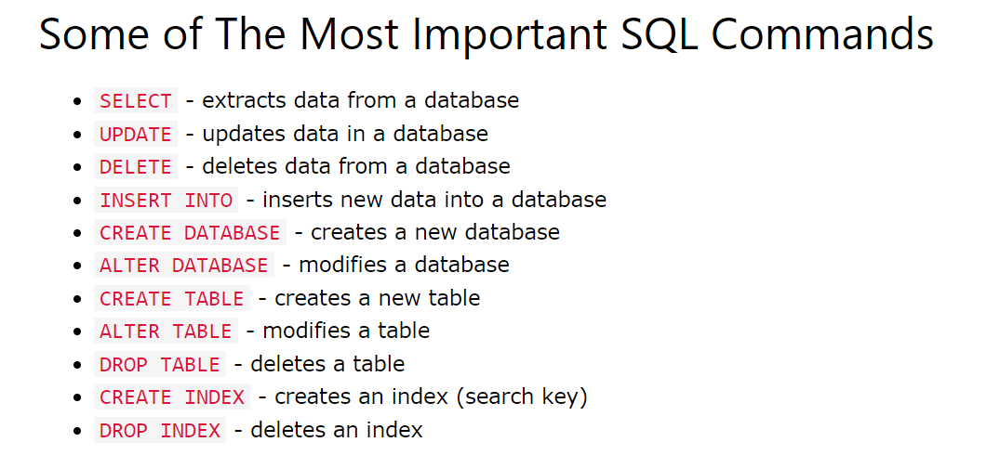 Some of The Most Important SQL Commands
SELECT - extracts data from a database
UPDATE - updates data in a database
DELETE - deletes data from a database
INSERT INTO - inserts new data into a database
CREATE DATABASE - creates a new database
ALTER DATABASE - modifies a database
CREATE TABLE - creates a new table
ALTER TABLE - modifies a table
DROP TABLE - deletes a table
CREATE INDEX - creates an index (search key)
DROP INDEX - deletes an index